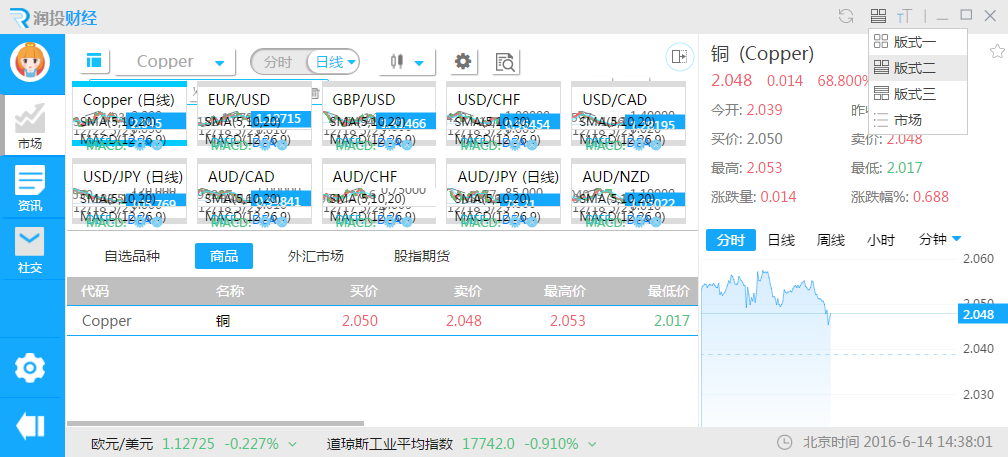 润投财经
版式一
版式二
版式三
市场
Copper
分时
日线
市场
资讯
社交
Copper (日线)
EUR/USD
GBP/USD
USD/CHF
USD/CAD
SMA(5,10,20)
SMA(5,10,20)
SMA(5,10,20)
SMA(5,10,20)
SMA(5,10,20)
MACD(12,26,9)
MACD(12,26,9)
MACD(12,26,9)
MACD(12,26,9)
MACD(12,26,9)
MACD:
MACD:
MACD:
MACD:
MACD:
USD/JPY (日线)
AUD/CAD
AUD/CHF
AUD/JPY (日线)
AUD/NZD
SMA(5,10,20)
SMA(5,10,20)
SMA(5,10,20)
SMA(5,10,20)
SMA(5,10,20)
MACD(12,26,9)
MACD(12,26,9)
MACD(12,26,9)
MACD(12,26,9)
MACD(12,26,9)
MACD:
MACD:
MACD:
MACD:
MACD:
自选品种 商品 外汇市场 股指期货
代码 名称 买价 卖价 最高价 最低价
Copper 铜 2.050 2.048 2.053 2.017
铜 (Copper)
2.048 0.014 68.800%
今开: 2.039
买价: 2.050 卖价: 2.048
最高: 2.053 最低: 2.017
涨跌量: 0.014 涨跌幅%: 0.688
分时 日线 周线 小时 分钟
2.060
2.048
2.040
2.030
欧元/美元 1.12725 -0.227% 道琼斯工业平均指数 17742.0 -0.910%
北京时间 2016-6-14 14:38:01